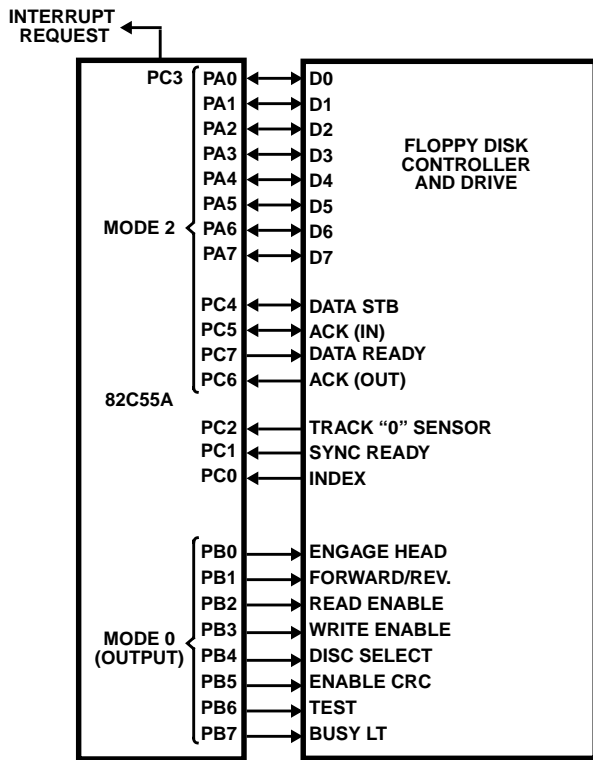 INTERRUPT
REQUEST
PC3 PA0 D0
PA1 D1
PA2 D2
PA3 D3
PA4 D4
PA5 D5
PA6 D6
PA7 D7
MODE 2
FLOPPY DISK
CONTROLLER
AND DRIVE
PC4 DATA STB
PC5 ACK (IN)
PC7 DATA READY
PC6 ACK (OUT)
82C55A
PC2 TRACK “0” SENSOR
PC1 SYNC READY
PC0 INDEX
PB0 ENGAGE HEAD
PB1 FORWARD/REV.
PB2 READ ENABLE
PB3 WRITE ENABLE
PB4 DISC SELECT
PB5 ENABLE CRC
PB6 TEST
PB7 BUSY LT
MODE 0
(OUTPUT)